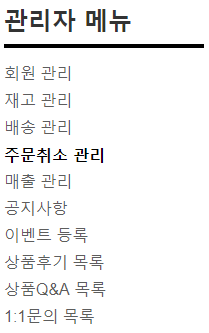 관리자 메뉴
회원 관리
재고 관리
배송 관리
주문취소 관리
매출 관리
공지사항
이벤트 등록
상품후기 목록
상품Q&A 목록
1:1문의 목록